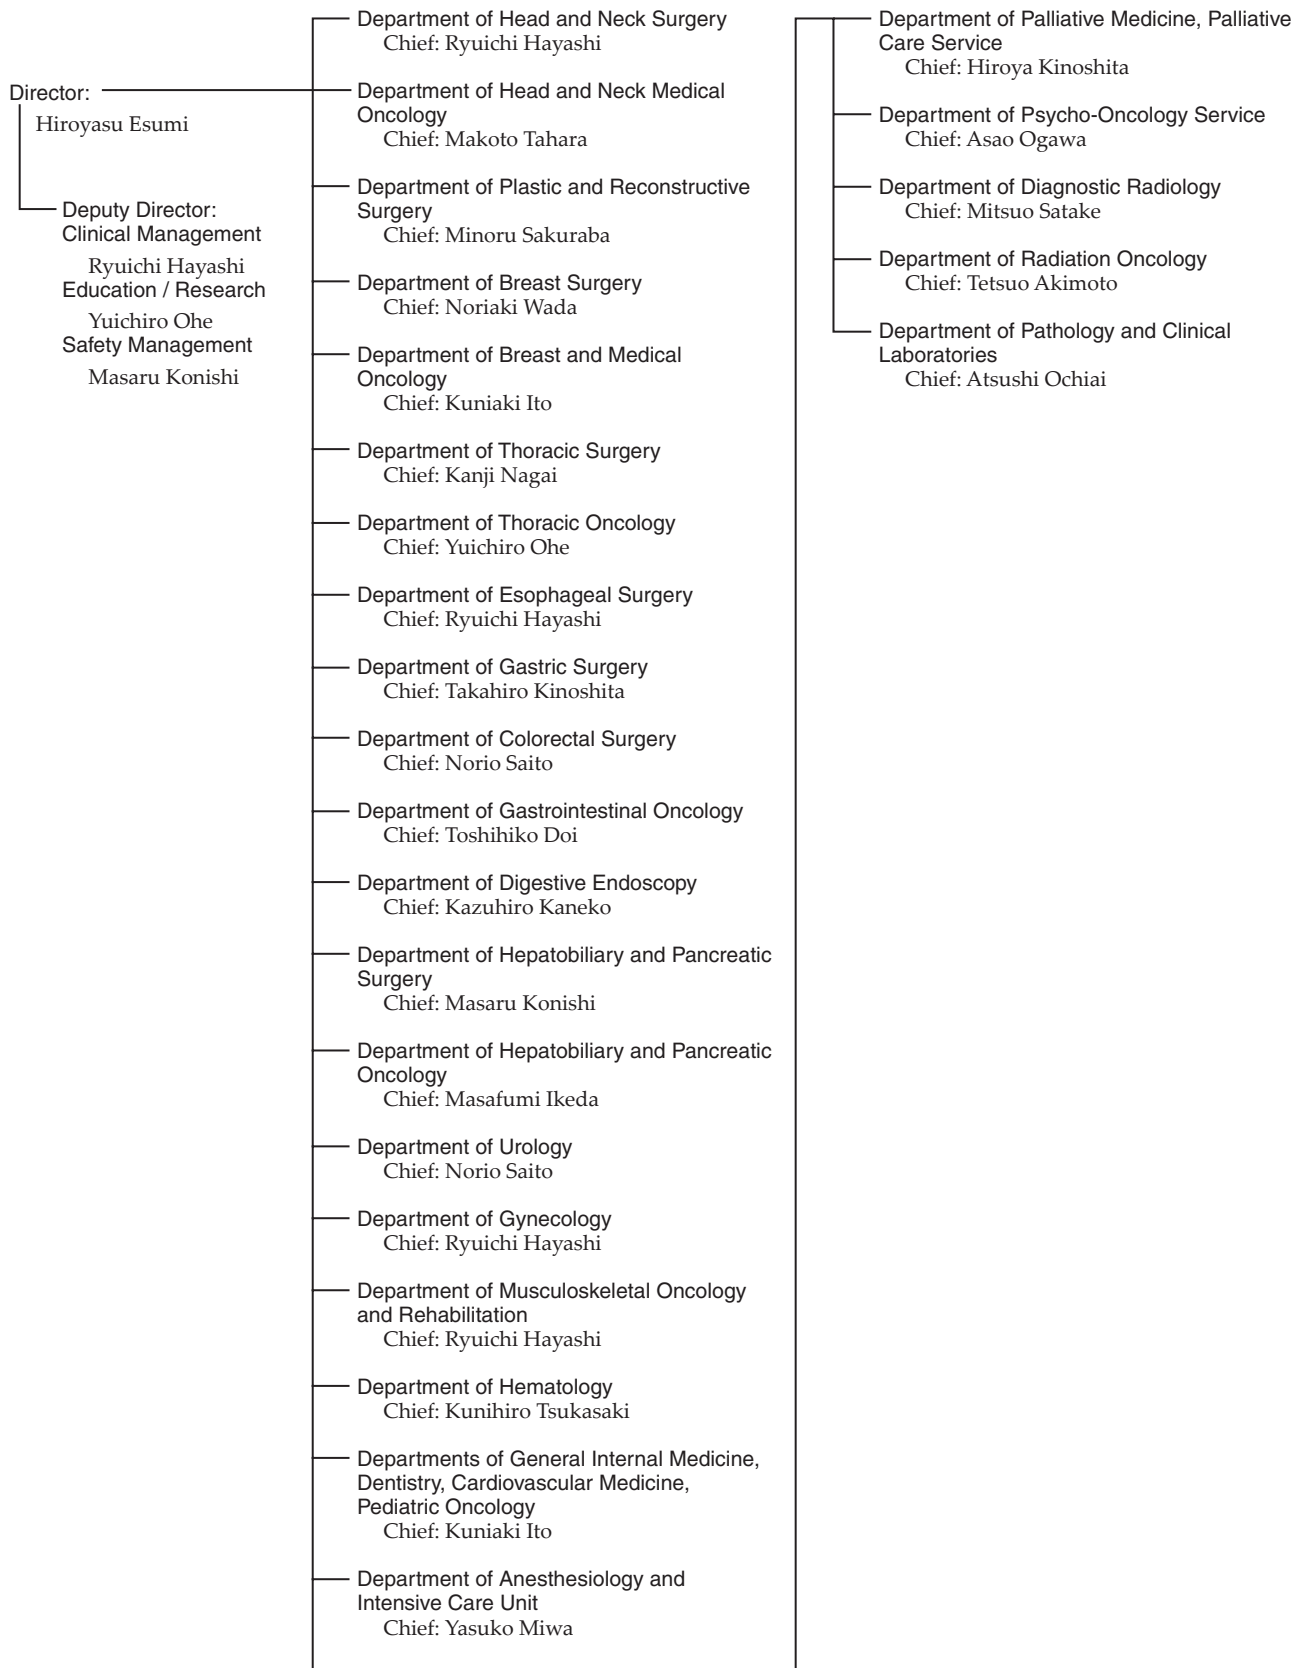 Director:
Hiroyasu Esumi
Deputy Director:
Clinical Management
Ryuichi Hayashi
Education / Research
Yuichiro Ohe
Safety Management
Masaru Konishi
Department of Head and Neck Surgery
Chief: Ryuichi Hayashi
Department of Head and Neck Medical
Oncology
Chief: Makoto Tahara
Department of Plastic and Reconstructive
Surgery
Chief: Minoru Sakuraba
Department of Breast Surgery
Chief: Noriaki Wada
Department of Breast and Medical
Oncology
Chief: Kuniaki Ito
Department of Thoracic Surgery
Chief: Kanji Nagai
Department of Thoracic Oncology
Chief: Yuichiro Ohe
Department of Esophageal Surgery
Chief: Ryuichi Hayashi
Department of Gastric Surgery
Chief: Takahiro Kinoshita
Department of Colorectal Surgery
Chief: Norio Saito
Department of Gastrointestinal Oncology
Chief: Toshihiko Doi
Department of Digestive Endoscopy
Chief: Kazuhiro Kaneko
Department of Hepatobiliary and Pancreatic
Surgery
Chief: Masaru Konishi
Department of Hepatobiliary and Pancreatic
Oncology
Chief: Masafumi Ikeda
Department of Urology
Chief: Norio Saito
Department of Gynecology
Chief: Ryuichi Hayashi
Department of Musculoskeletal Oncology
and Rehabilitation
Chief: Ryuichi Hayashi
Department of Hematology
Chief: Kunihiro Tsukasaki
Departments of General Internal Medicine,
Dentistry, Cardiovascular Medicine,
Pediatric Oncology
Chief: Kuniaki Ito
Department of Anesthesiology and
Intensive Care Unit
Chief: Yasuko Miwa
Department of Palliative Medicine, Palliative
Care Service
Chief: Hiroya Kinoshita
Department of Psycho-Oncology Service
Chief: Asao Ogawa
Department of Diagnostic Radiology
Chief: Mitsuo Satake
Department of Radiation Oncology
Chief: Tetsuo Akimoto
Department of Pathology and Clinical
Laboratories
Chief: Atsushi Ochiai